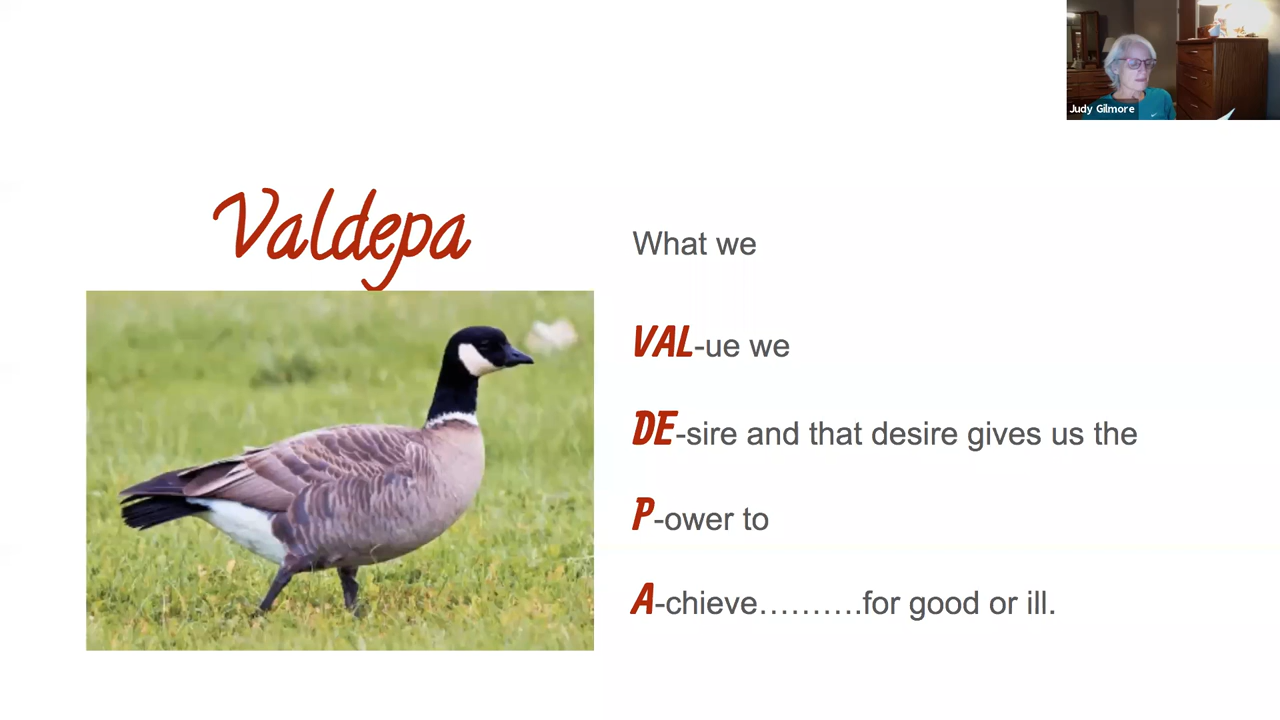 Judy Gilmore
Valdepa
What we
VAL-ue we
DE-sire and that desire gives us the
P-ower to
A-chieve……….for good or ill.